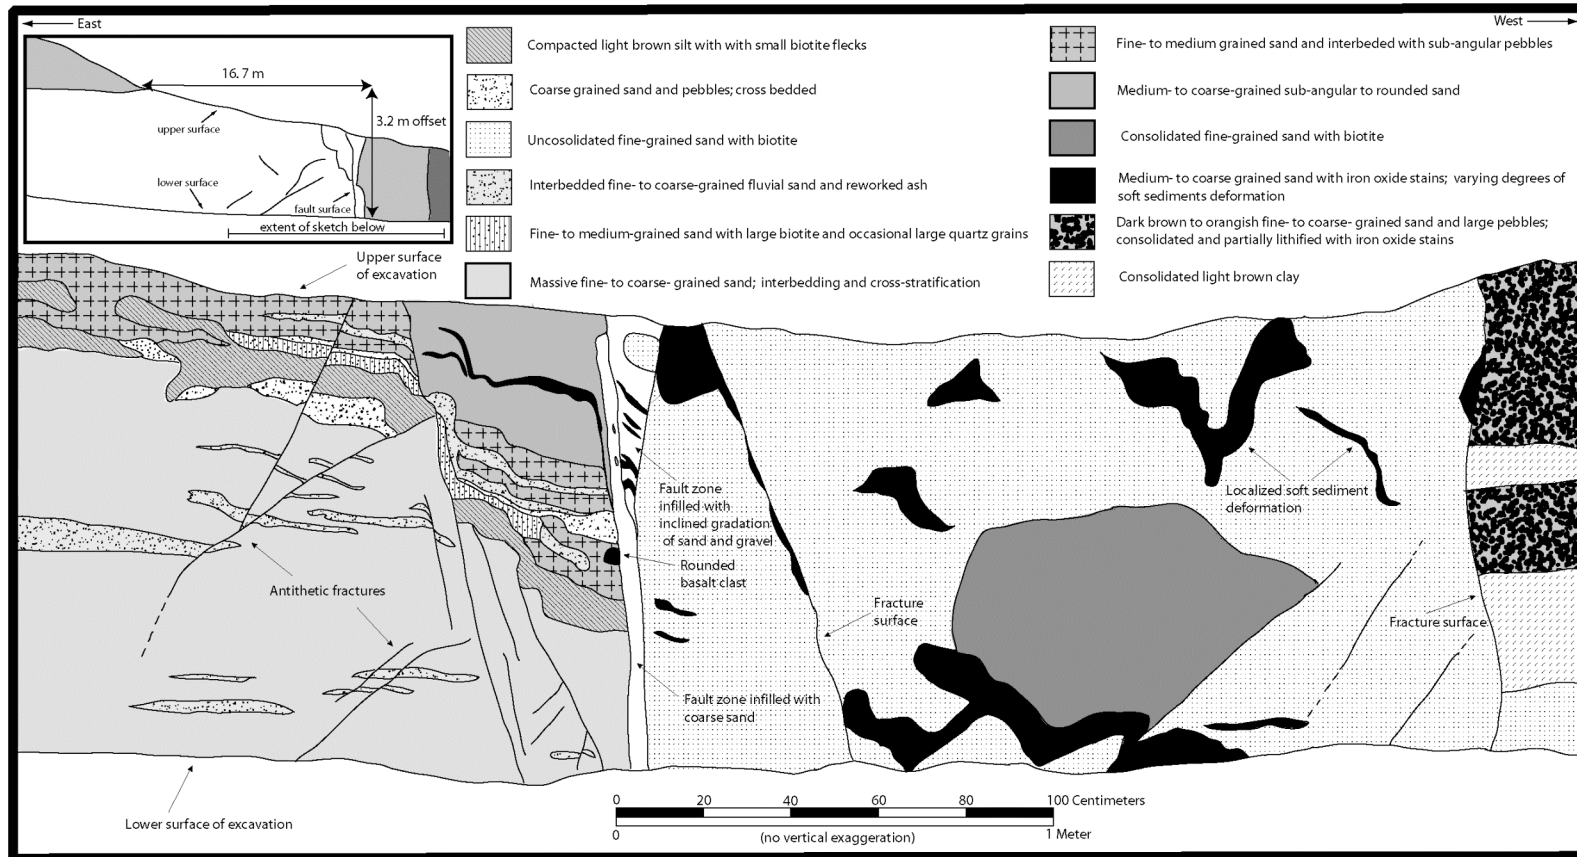 East
West
16. 7 m
3.2 m offset
upper surface
lower surface
fault surface
extent of sketch below
Compacted light brown silt with with small biotite flecks
Coarse grained sand and pebbles; cross bedded
Uncosolidated fine-grained sand with biotite
Interbedded fine- to coarse-grained fluvial sand and reworked ash
Fine- to medium-grained sand with large biotite and occasional large quartz grains
Massive fine- to coarse- grained sand; interbedding and cross-stratification
Fine- to medium grained sand and interbeded with sub-angular pebbles
Medium- to coarse-grained sub-angular to rounded sand
Consolidated fine-grained sand with biotite
Medium- to coarse grained sand with iron oxide stains; varying degrees of
soft sediments deformation
Dark brown to orangish fine- to coarse- grained sand and large pebbles;
consolidated and partially lithified with iron oxide stains
Consolidated light brown clay
Upper surface
of excavation
Fault zone
infilled with
inclined gradation
of sand and gravel
Rounded
basalt clast
Localized soft sediment
deformation
Antithetic fractures
Fracture
surface
Fracture surface
Fault zone infilled with
coarse sand
Lower surface of excavation
0 20 40 60 80 100 Centimeters
0 (no vertical exaggeration) 1 Meter